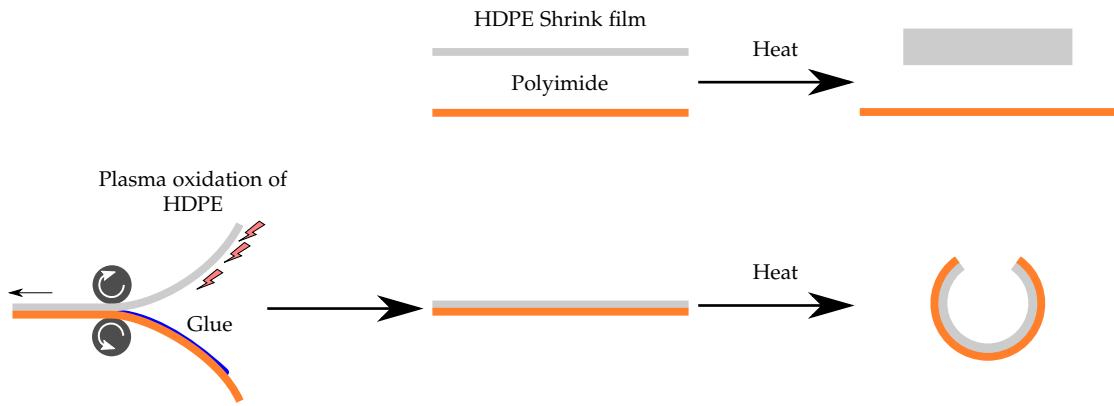 HDPE Shrink film
Heat
Polyimide
Plasma oxidation of
HDPE
Heat
Glue